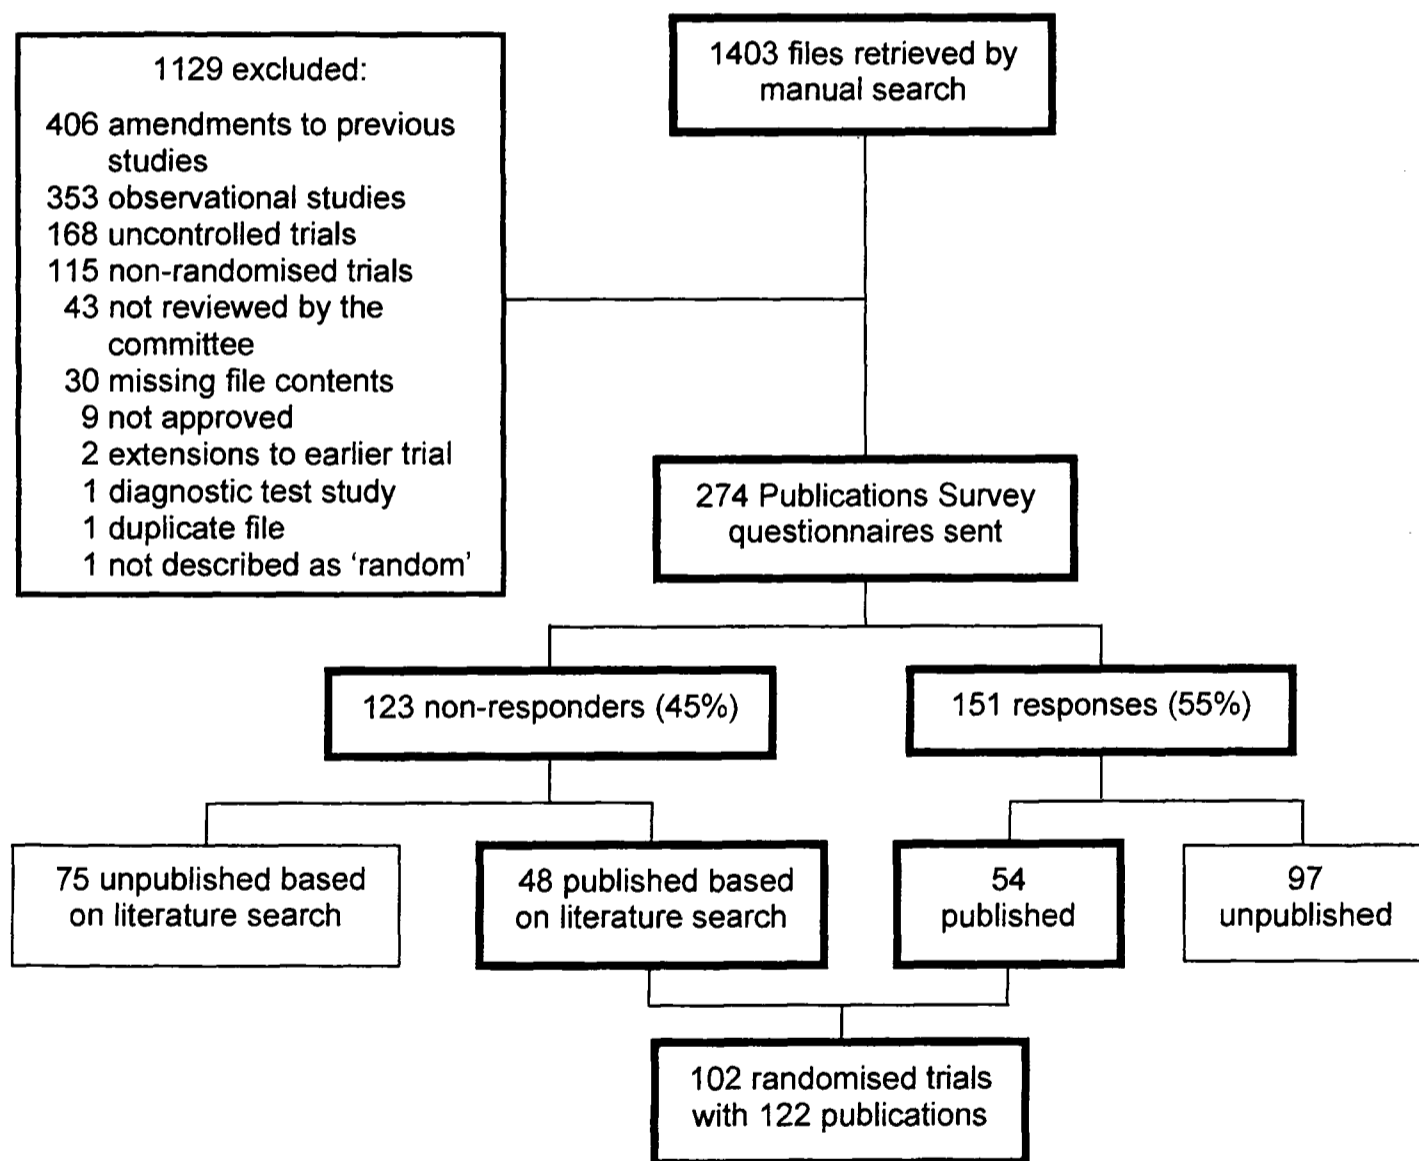 1403 files retrieved by
manual search
1129 excluded:
406 amendments to previous
studies
353 observational studies
168 uncontrolled trials
115 non-randomised trials
43 not reviewed by the
committee
30 missing file contents
9 not approved
2 extensions to earlier trial
1 diagnostic test study
1 duplicate file
1 not described as ‘random’
274 Publications Survey
questionnaires sent
123 non-responders (45%)
151 responses (55%)
75 unpublished based
on literature search
48 published based
on literature search
54
published
97
unpublished
102 randomised trials
with 122 publications